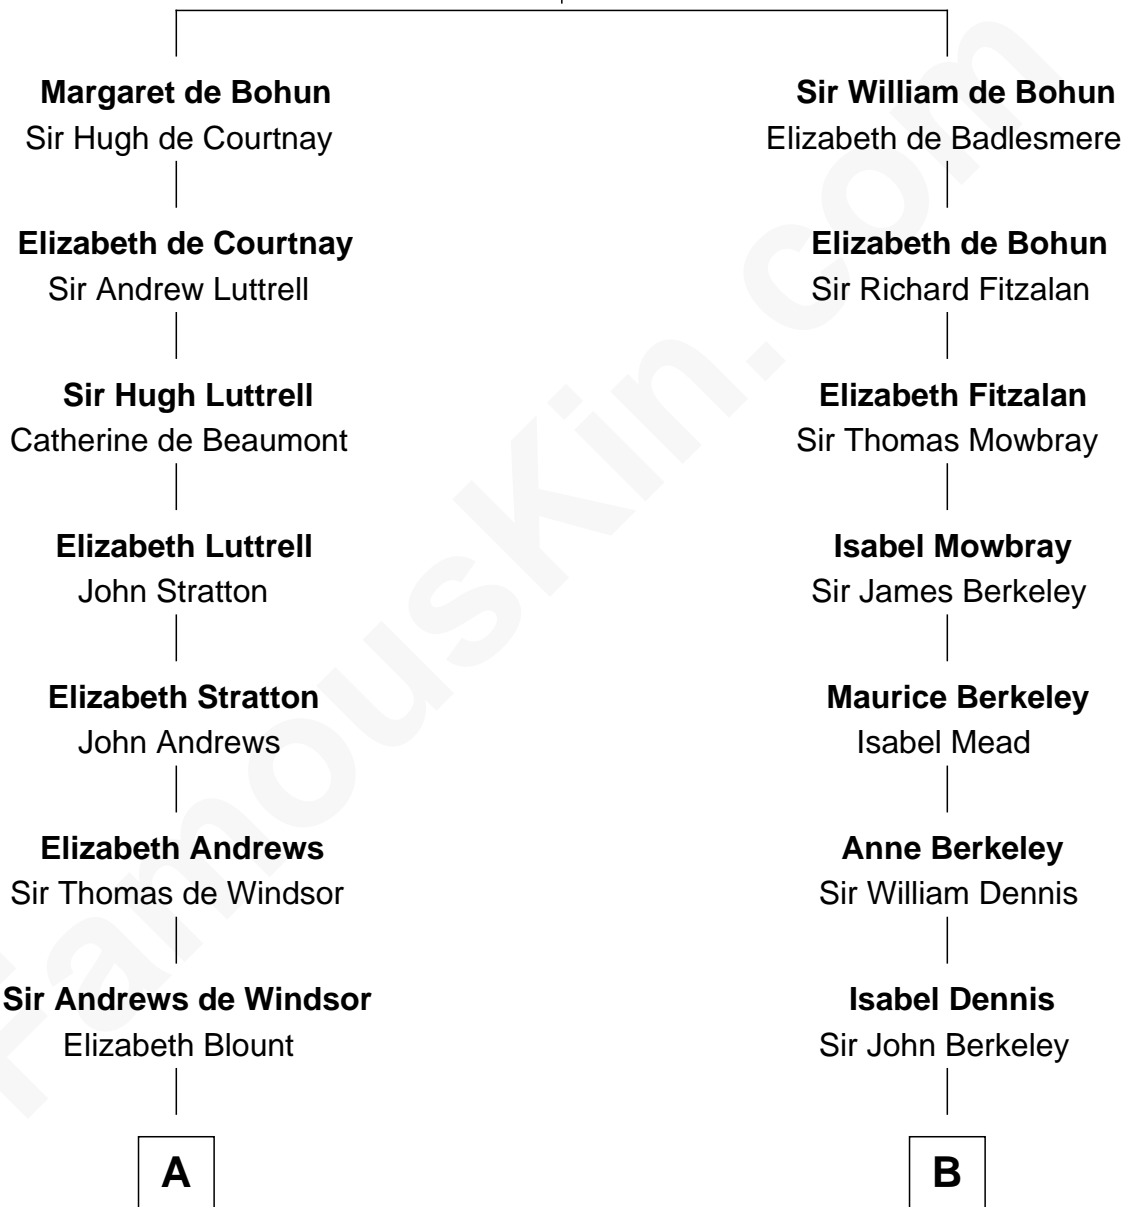 Margaret de Bohun
Sir Hugh de Courtnay
Elizabeth de Courtnay
Sir Andrew Luttrell
Sir Hugh Luttrell
Catherine de Beaumont
Elizabeth Luttrell
John Stratton
Elizabeth Stratton
John Andrews
Elizabeth Andrews
Sir Thomas de Windsor
Sir Andrews de Windsor
Elizabeth Blount
A
Sir William de Bohun
Elizabeth de Badlesmere
Elizabeth de Bohun
Sir Richard Fitzalan
Elizabeth Fitzalan
Sir Thomas Mowbray
Isabel Mowbray
Sir James Berkeley
Maurice Berkeley
Isabel Mead
Anne Berkeley
Sir William Dennis
Isabel Dennis
Sir John Berkeley
B
FamousKin.com